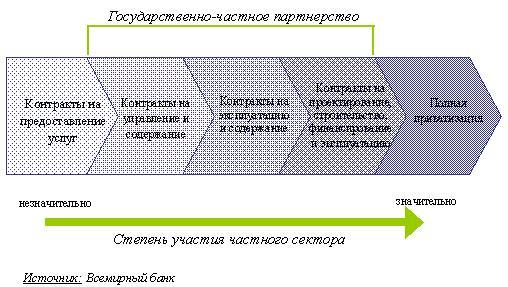 Государственно-частное партнерство
Контракты на
предоставление
услуг
Контракты на
управление и
содержание
Контракты на
эксплуатацию
и содержание
Контракты на
проектирование,
строительство,
финансирование
и эксплуатацию
Полная
приватизация
незначительно
значительно
Степень участия частного сектора
Источник: Всемирный банк